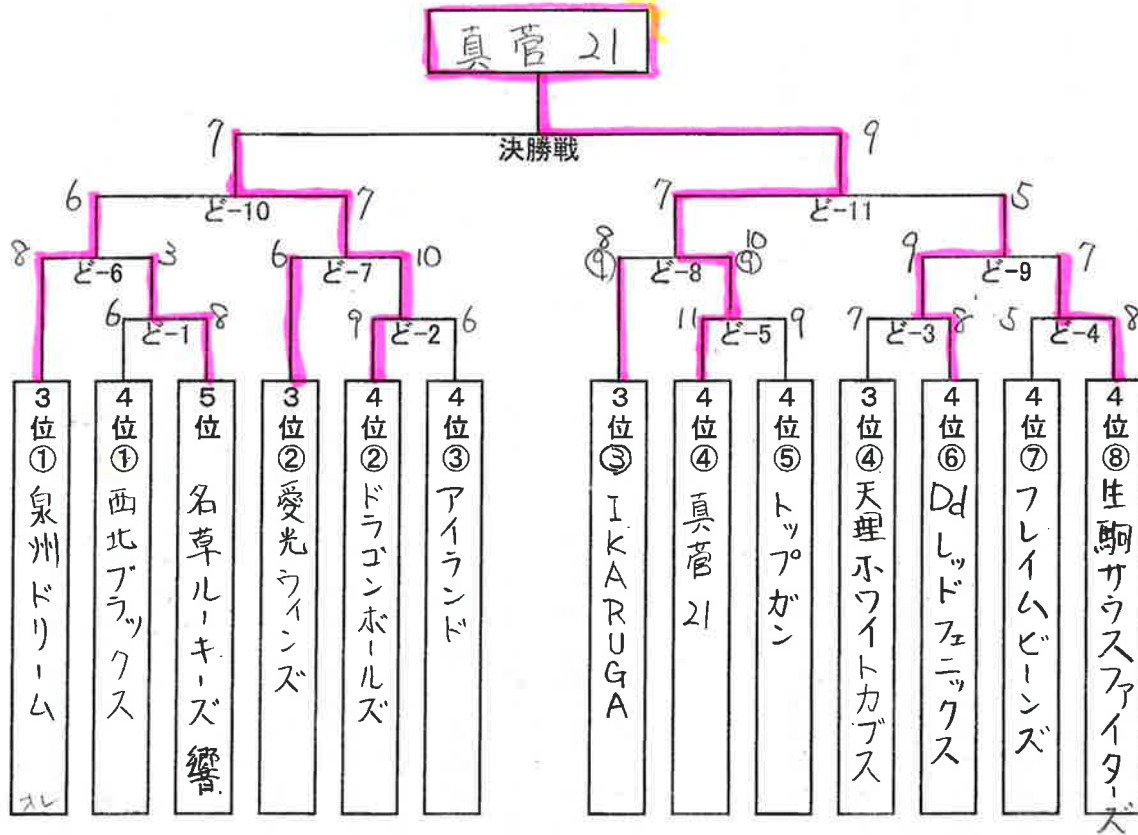 真菅 21
7 9
決勝戦
6 7 7 5
ど-10 ど-11
8 3 6 10 8 10 9 7
⑨ ⑨
ど-6 ど-7 ど-8 ど-9
6 8 9 6 11 9 7 8 5 8
ど-1 ど-2 ど-5 ど-3 ど-4
3位① 泉州ドリーム
4位① 西北ブラックス
5位 名草ルーキーズ 響
3位② 愛光ウィンズ
4位② ドラゴンボールズ
4位③ アイランド
3位③ IKARUGA
4位④ 真菅 21
4位⑤ トップガン
3位④ 天理ホワイトカブス
4位⑥ Ddレッドフェニックス
4位⑦ フレイムビーンズ
4位⑧ 生駒サウスファイターズ